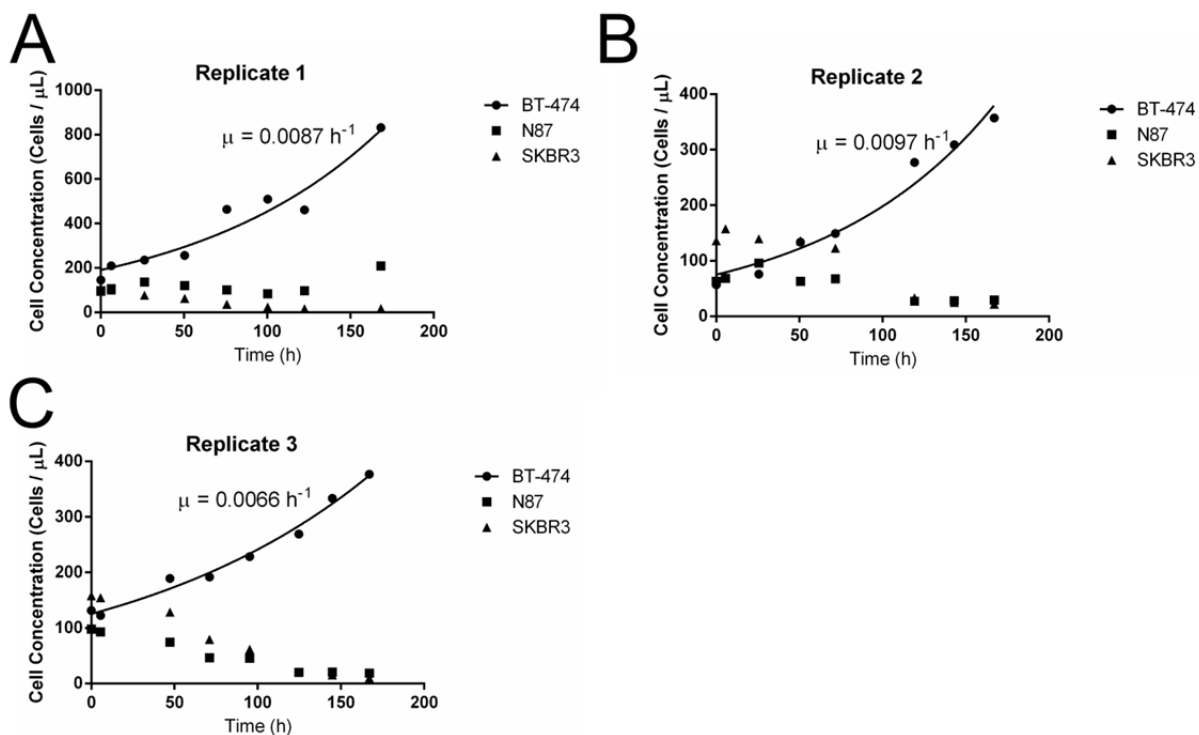 A
Replicate 1
Cell Concentration (Cells / μL)
1000
800
600
400
200
0
μ = 0.0087 h⁻¹
BT-474
N87
SKBR3
0 50 100 150 200
Time (h)
B
Replicate 2
Cell Concentration (Cells / μL)
400
300
200
100
0
μ = 0.0097 h⁻¹
BT-474
N87
SKBR3
0 50 100 150 200
Time (h)
C
Replicate 3
Cell Concentration (Cells / μL)
400
300
200
100
0
μ = 0.0066 h⁻¹
BT-474
N87
SKBR3
0 50 100 150 200
Time (h)